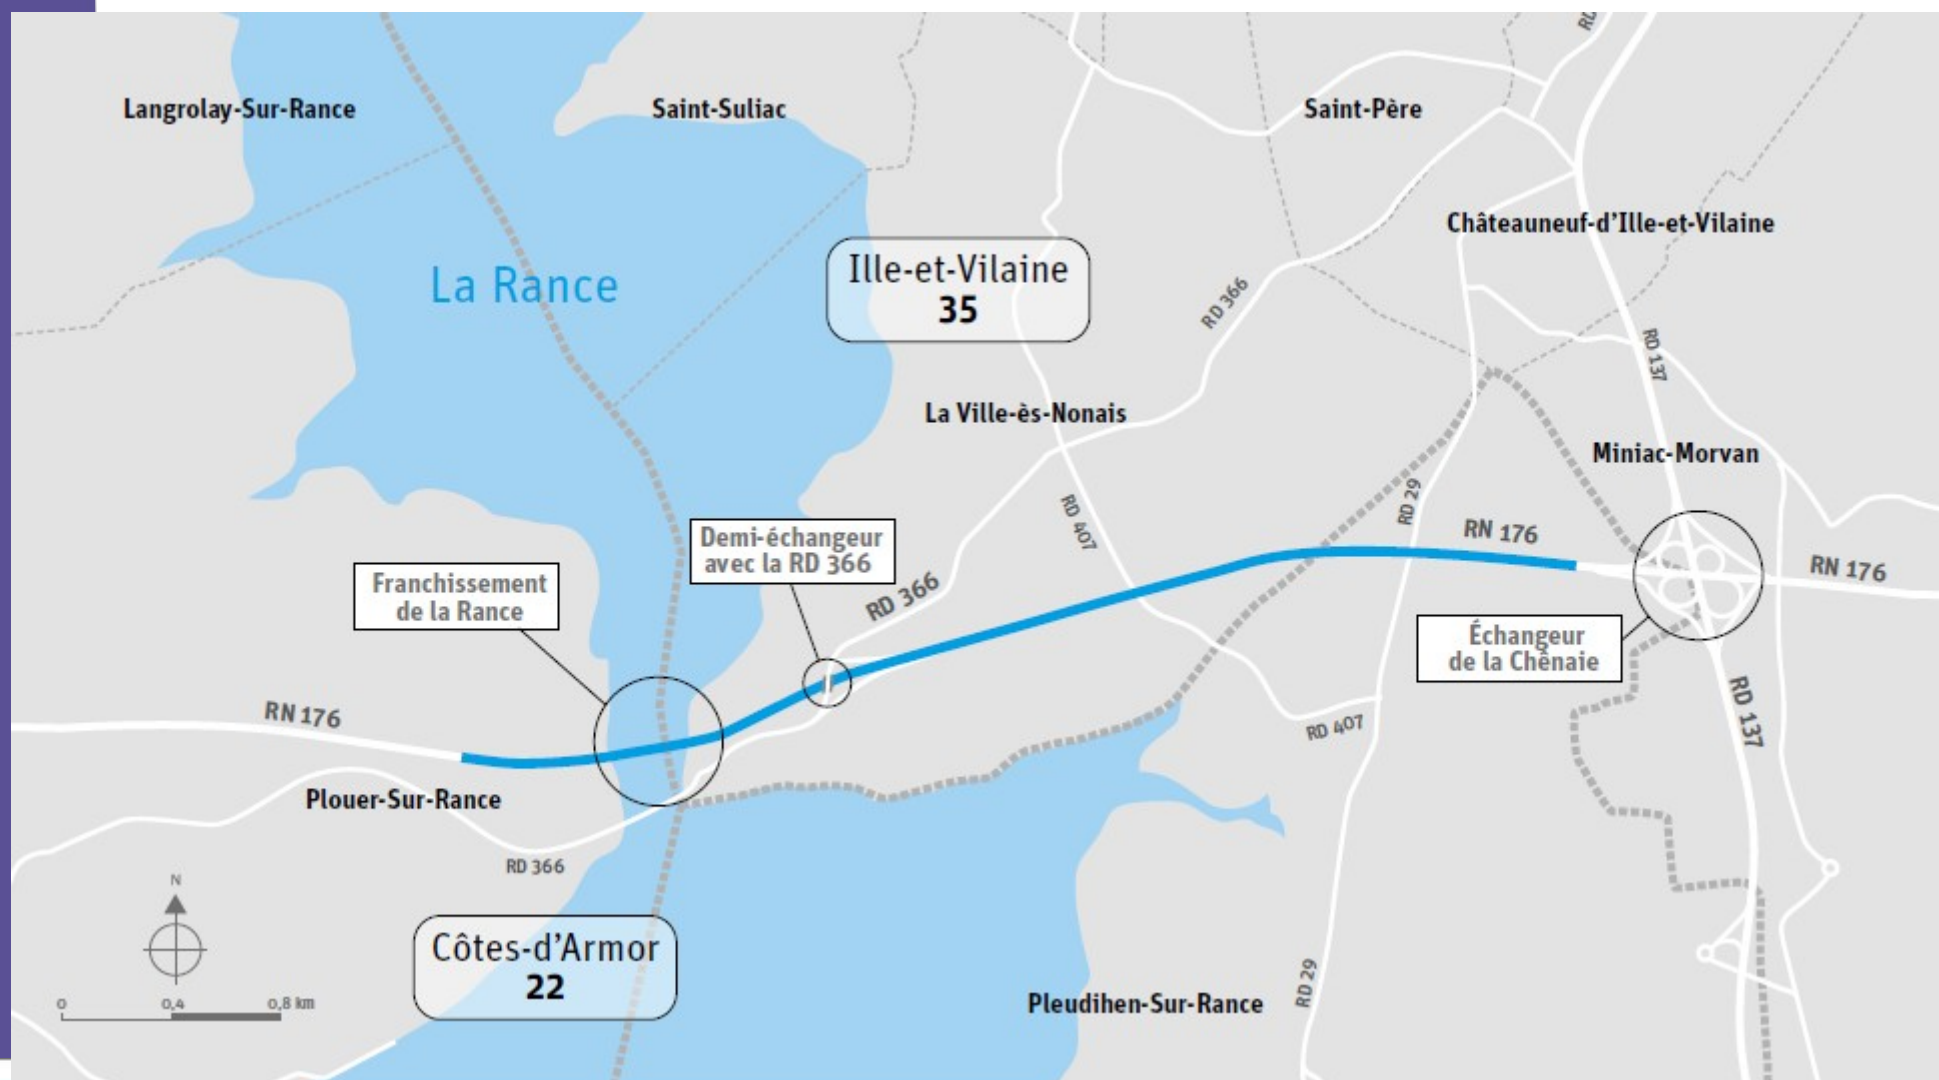 RD
Langrolay-Sur-Rance
Saint-Suliac
Saint-Père
Châteauneuf-d'Ille-et-Vilaine
La Rance
Ille-et-Vilaine
35
RD 366
RD 137
La Ville-ès-Nonais
Miniac-Morvan
RD 29
RD 407
RN 176
Demi-échangeur
avec la RD 366
RN 176
Franchissement
de la Rance
RD 366
Échangeur
de la Chênaie
RN 176
RD 407
RD 137
Plouer-Sur-Rance
RD 366
N
Côtes-d'Armor
22
Pleudihen-Sur-Rance
RD 29
0
0,4
0,8 km